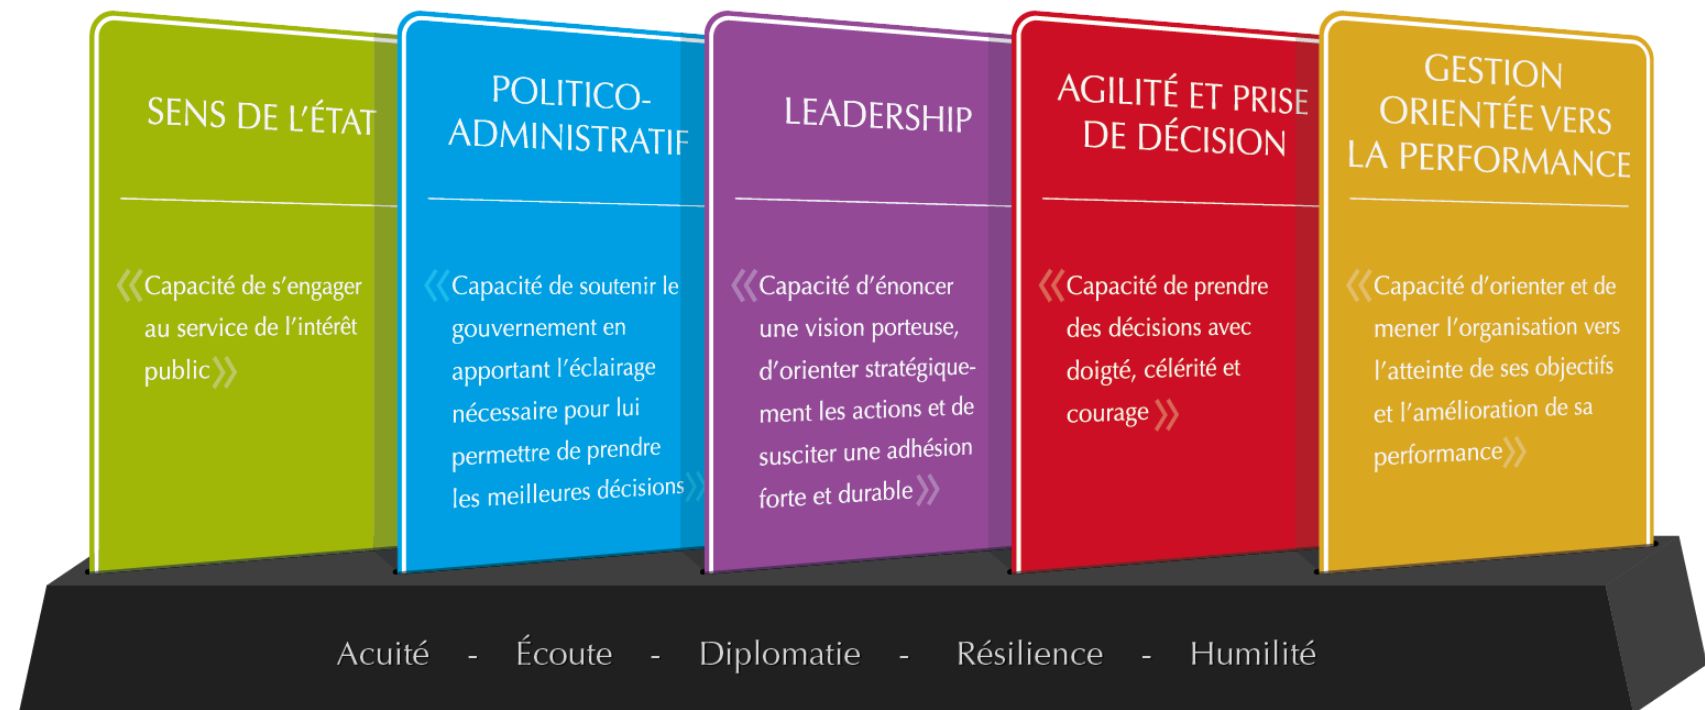 SENS DE L'ÉTAT
« Capacité de s'engager
au service de l'intérêt
public »
POLITICO-
ADMINISTRATIF
« Capacité de soutenir le
gouvernement en
apportant l'éclairage
nécessaire pour lui
permettre de prendre
les meilleures décisions »
LEADERSHIP
« Capacité d'énoncer
une vision porteuse,
d'orienter stratégique-
ment les actions et de
susciter une adhésion
forte et durable »
AGILITÉ ET PRISE
DE DÉCISION
« Capacité de prendre
des décisions avec
doigté, célérité et
courage »
GESTION
ORIENTÉE VERS
LA PERFORMANCE
« Capacité d'orienter et de
mener l'organisation vers
l'atteinte de ses objectifs
et l'amélioration de sa
performance »
Acuité - Écoute - Diplomatie - Résilience - Humilité